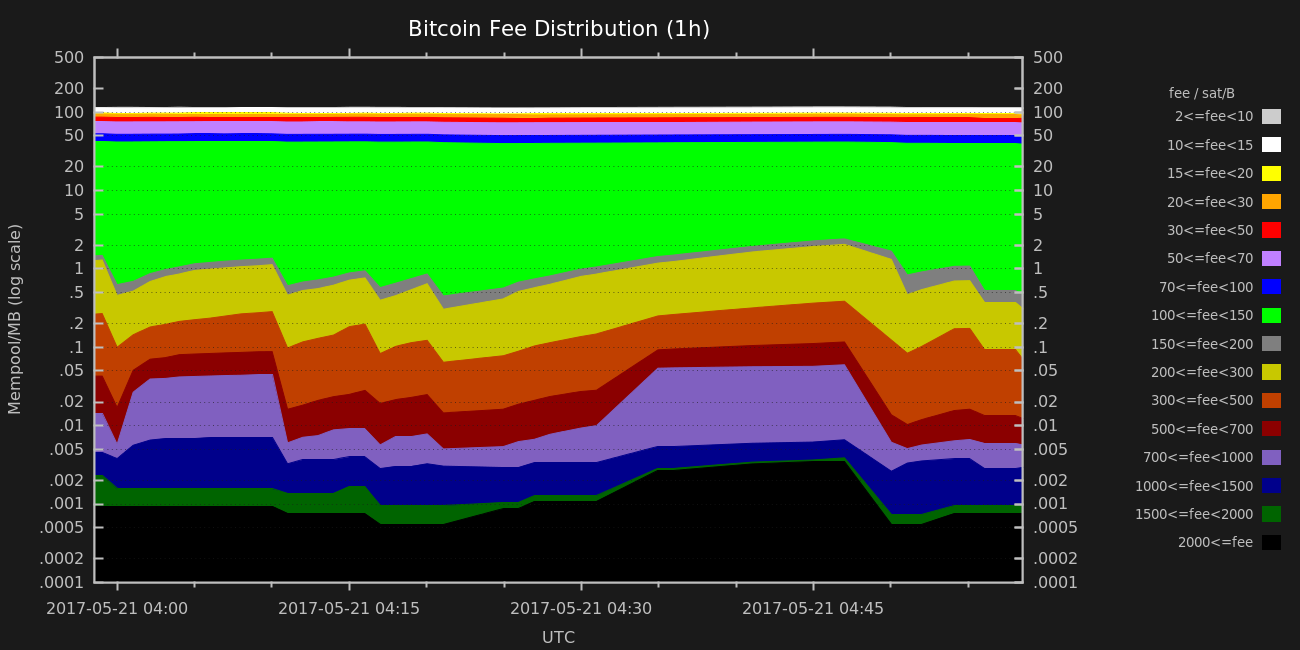 Bitcoin Fee Distribution (1h)
Mempool/MB (log scale)
500
200
100
50
20
10
5
2
1
.5
.2
.1
.05
.02
.01
.005
.002
.001
.0005
.0002
.0001
500
200
100
50
20
10
5
2
1
.5
.2
.1
.05
.02
.01
.005
.002
.001
.0005
.0002
.0001
2017-05-21 04:00 2017-05-21 04:15 2017-05-21 04:30 2017-05-21 04:45
UTC
fee / sat/B
2<=fee<10
10<=fee<15
15<=fee<20
20<=fee<30
30<=fee<50
50<=fee<70
70<=fee<100
100<=fee<150
150<=fee<200
200<=fee<300
300<=fee<500
500<=fee<700
700<=fee<1000
1000<=fee<1500
1500<=fee<2000
2000<=fee